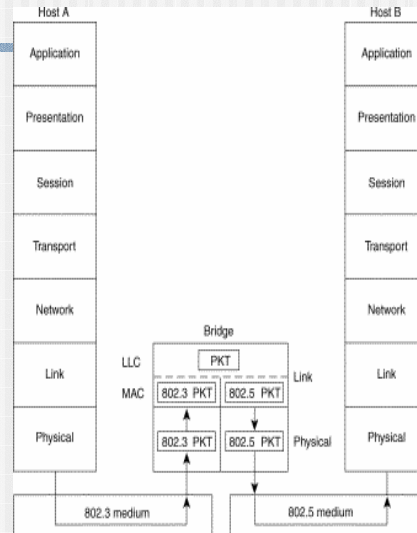 Host A
Host B
Application
Application
Presentation
Presentation
Session
Session
Transport
Transport
Network
Network
Bridge
LLC
PKT
Link
Link
Link
MAC
802.3 PKT
802.5 PKT
Physical
802.3 PKT
802.5 PKT
Physical
Physical
802.3 medium
802.5 medium